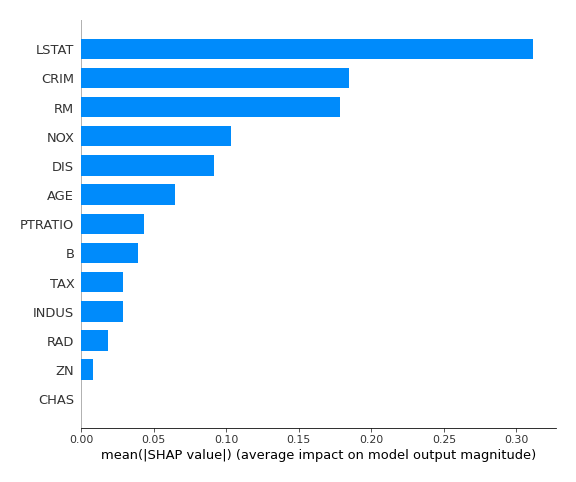 LSTAT
CRIM
RM
NOX
DIS
AGE
PTRATIO
B
TAX
INDUS
RAD
ZN
CHAS
0.00 0.05 0.10 0.15 0.20 0.25 0.30
mean(|SHAP value|) (average impact on model output magnitude)